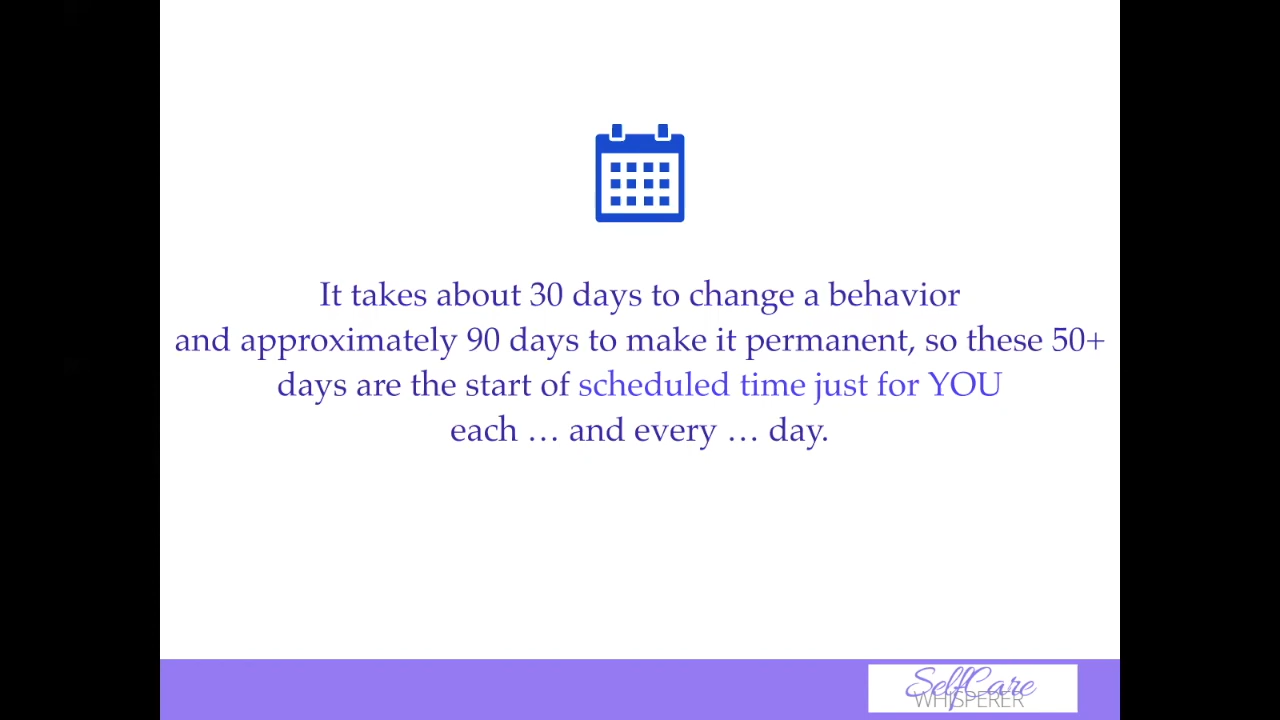 It takes about 30 days to change a behavior
and approximately 90 days to make it permanent, so these 50+
days are the start of scheduled time just for YOU
each … and every … day.
SelfCare
WHISPERER